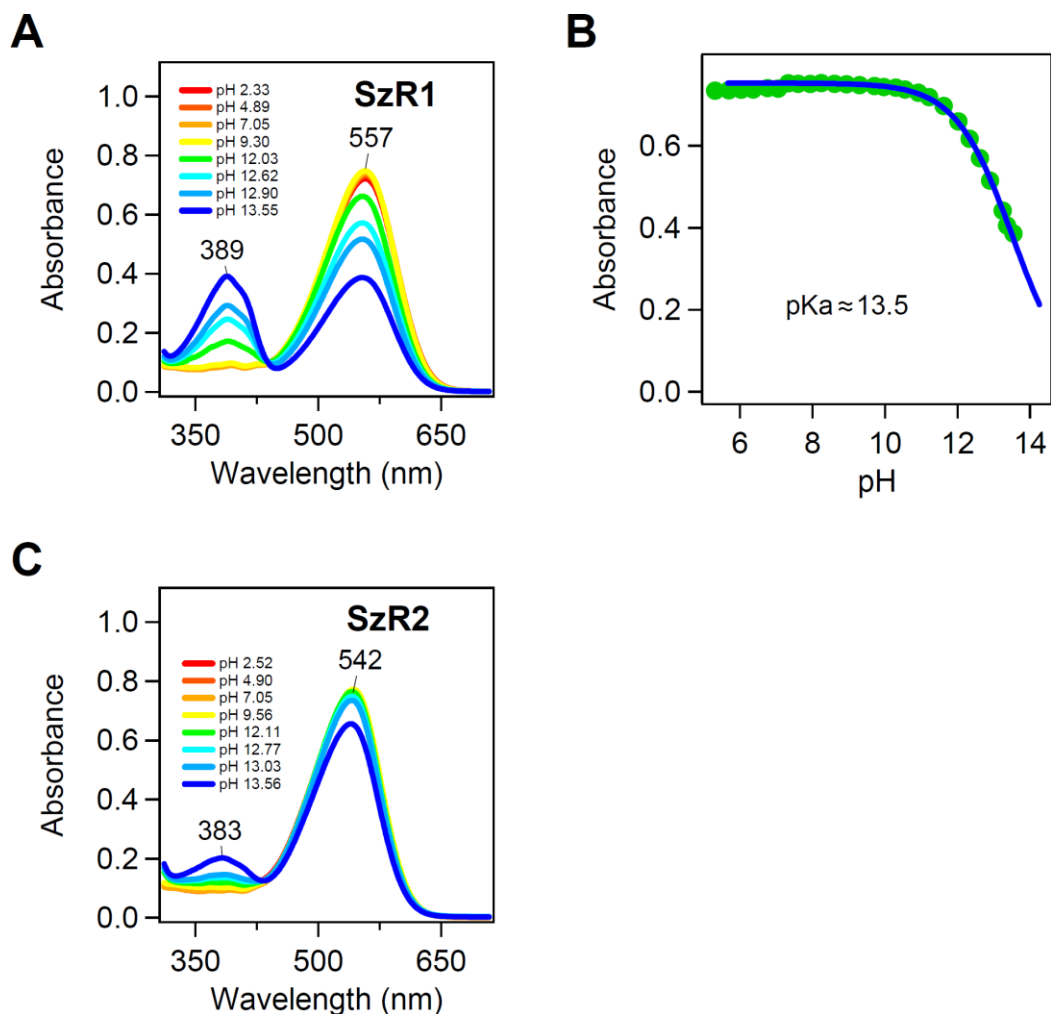 A
SzR1
1.0
0.8
0.6
0.4
0.2
0.0
Absorbance
pH 2.33
pH 4.89
pH 7.05
pH 9.30
pH 12.03
pH 12.62
pH 12.90
pH 13.55
557
389
350
500
650
Wavelength (nm)
B
0.6
0.4
0.2
0.0
Absorbance
pKa ≈ 13.5
6
8
10
12
14
pH
C
SzR2
1.0
0.8
0.6
0.4
0.2
0.0
Absorbance
pH 2.52
pH 4.90
pH 7.05
pH 9.56
pH 12.11
pH 12.77
pH 13.03
pH 13.56
542
383
350
500
650
Wavelength (nm)